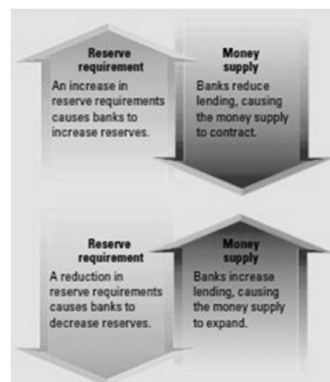 Reserve
requirement
An increase in
reserve requirements
causes banks to
increase reserves.
Money
supply
Banks reduce
lending, causing
the money supply
to contract.
Reserve
requirement
A reduction in
reserve requirements
causes banks to
decrease reserves.
Money
supply
Banks increase
lending, causing
the money supply
to expand.